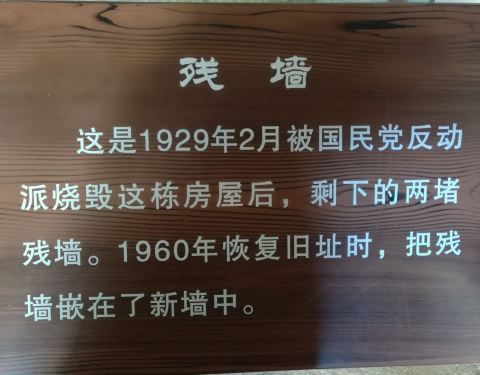 残墙
这是1929年2月被国民党反动
派烧毁这栋房屋后，剩下的两堵
残墙。1960年恢复旧址时，把残
墙嵌在了新墙中。